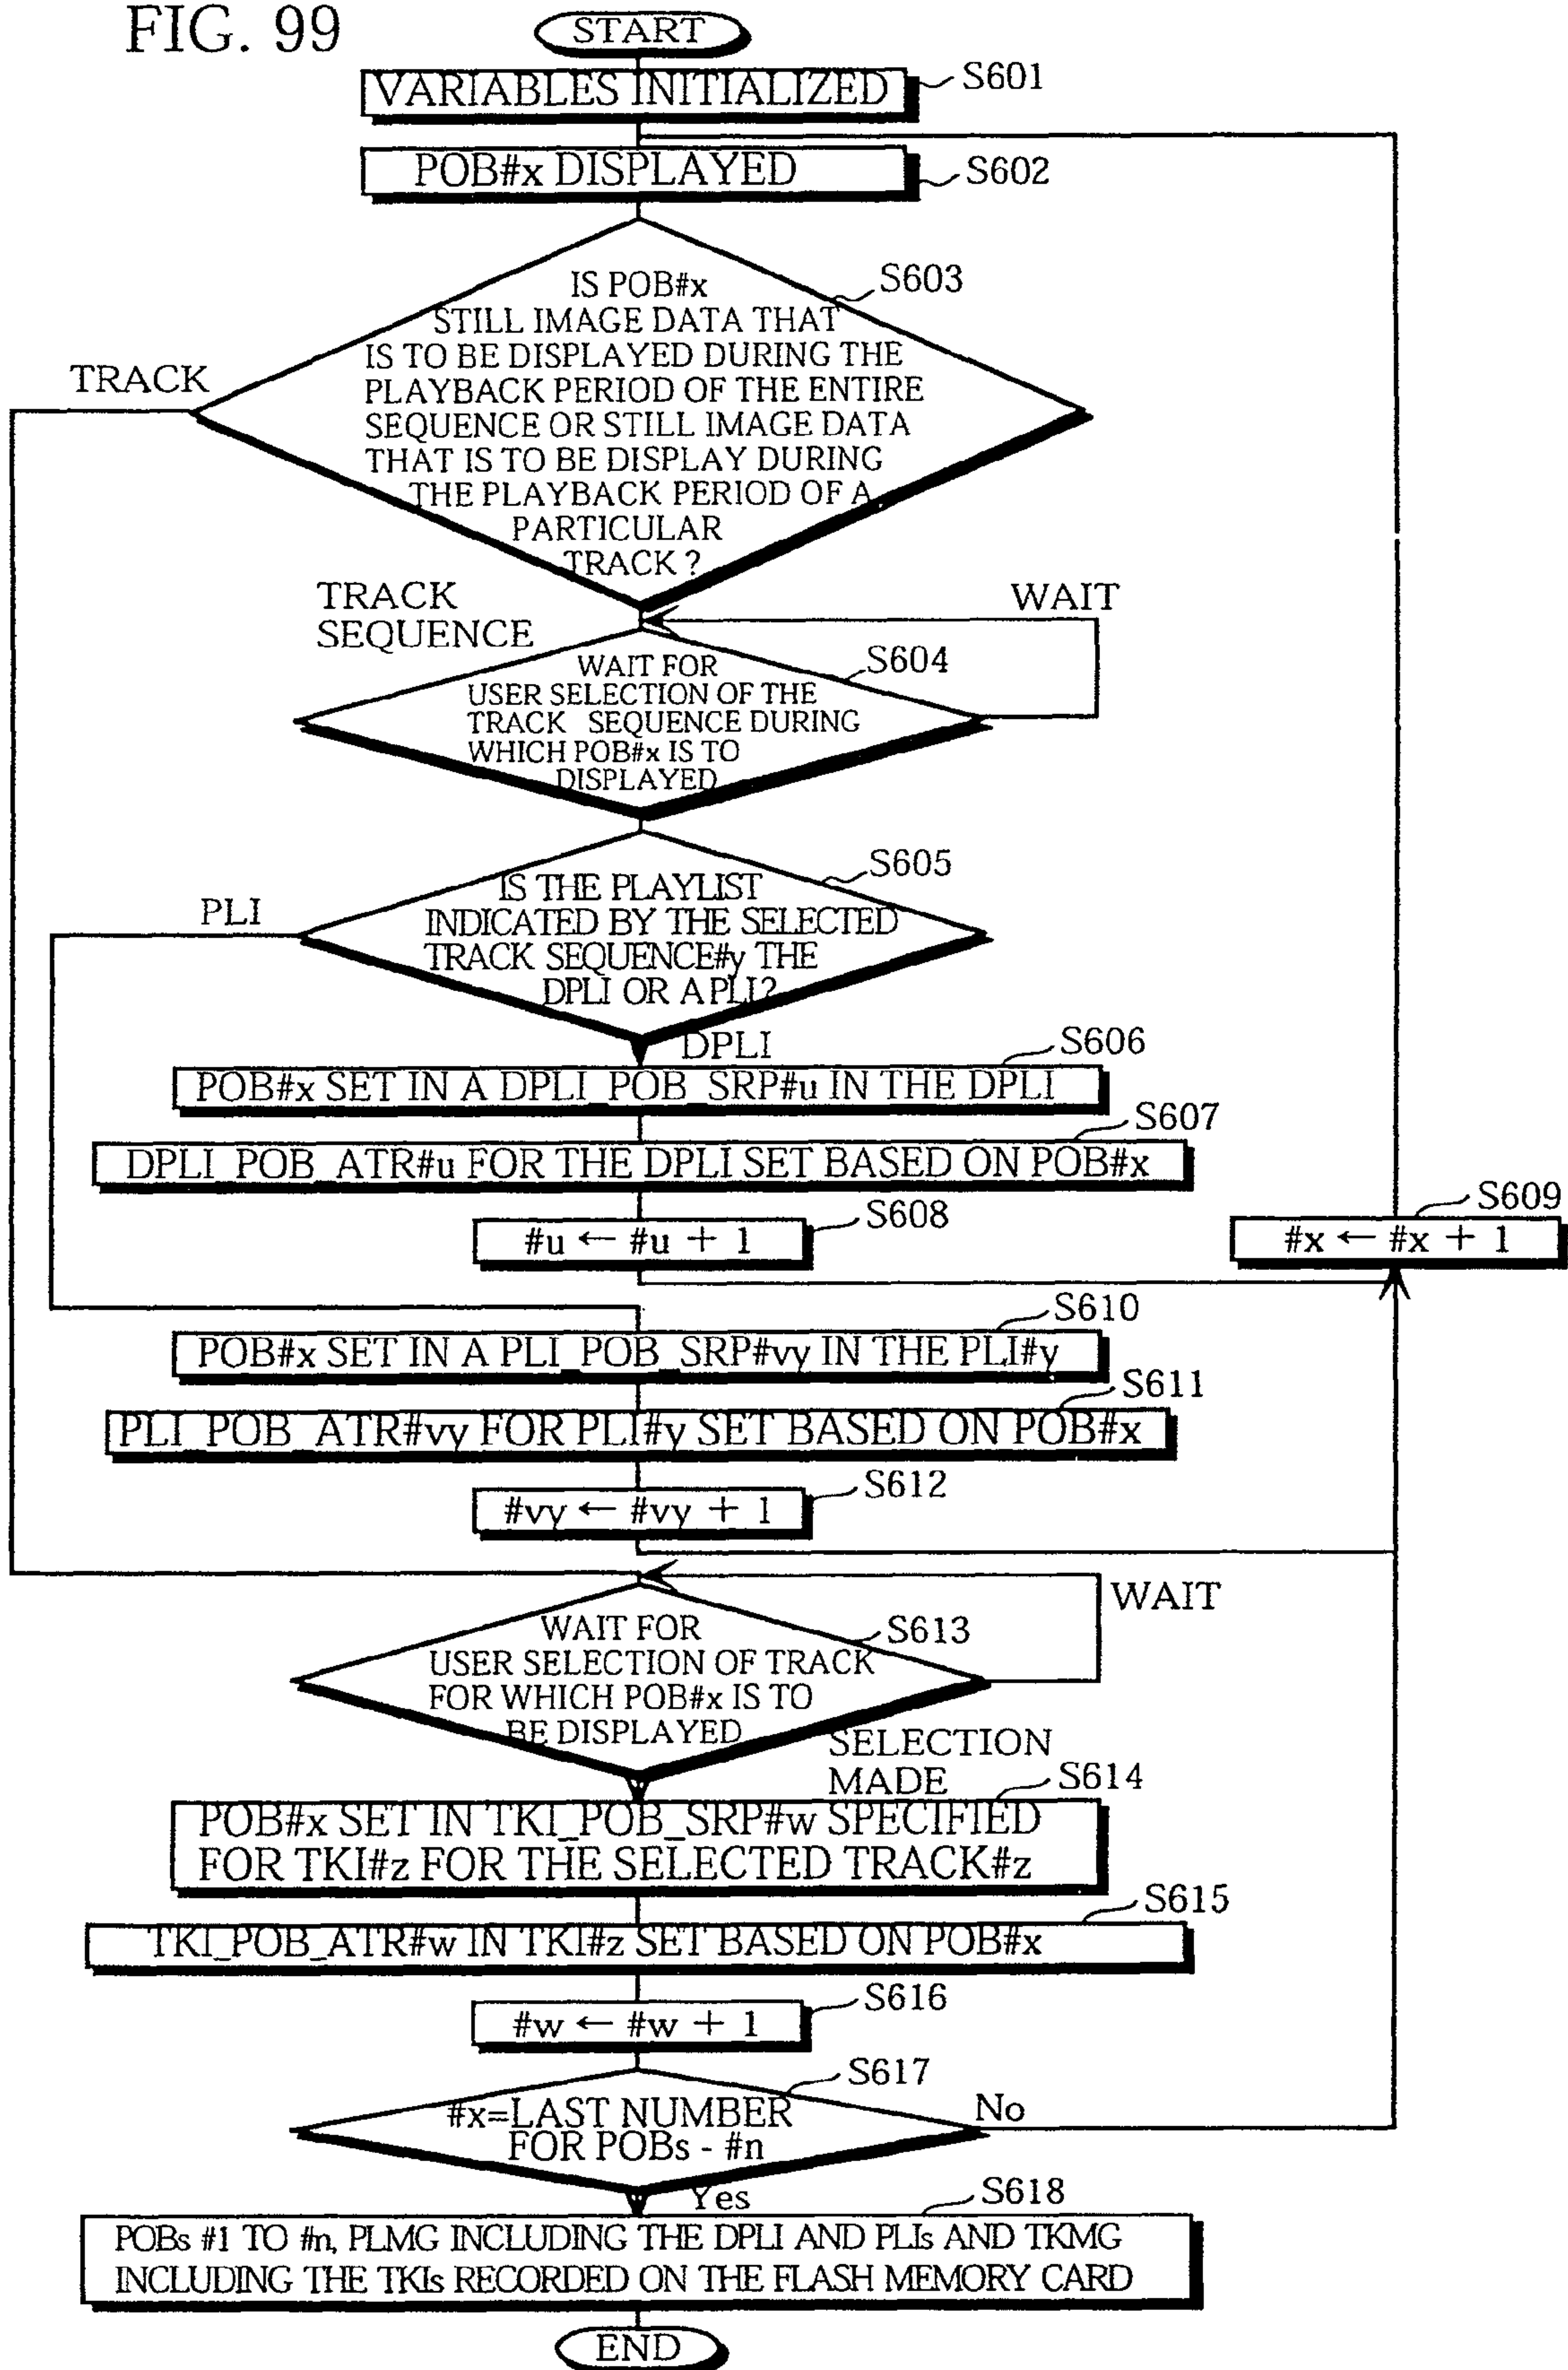 FIG. 99
START
VARIABLES INITIALIZED
S601
POB#x DISPLAYED
S602
IS POB#x
STILL IMAGE DATA THAT
IS TO BE DISPLAYED DURING THE
PLAYBACK PERIOD OF THE ENTIRE
SEQUENCE OR STILL IMAGE DATA
THAT IS TO BE DISPLAY DURING
THE PLAYBACK PERIOD OF A
PARTICULAR
TRACK ?
S603
TRACK
TRACK
SEQUENCE
WAIT
WAIT FOR
USER SELECTION OF THE
TRACK SEQUENCE DURING
WHICH POB#x IS TO
DISPLAYED
S604
IS THE PLAYLIST
INDICATED BY THE SELECTED
TRACK SEQUENCE#y THE
DPLI OR A PLI?
S605
PLI
DPLI
S606
POB#x SET IN A DPLI_POB_SRP#u IN THE DPLI
S607
DPLI_POB_ATR#u FOR THE DPLI SET BASED ON POB#x
S608
#u ← #u + 1
S609
#x ← #x + 1
S610
POB#x SET IN A PLI_POB_SRP#vy IN THE PLI#y
S611
PLI_POB_ATR#vy FOR PLI#y SET BASED ON POB#x
S612
#vy ← #vy + 1
WAIT
WAIT FOR
USER SELECTION OF TRACK
FOR WHICH POB#x IS TO
BE DISPLAYED
S613
SELECTION
MADE
S614
POB#x SET IN TKI_POB_SRP#w SPECIFIED
FOR TKI#z FOR THE SELECTED TRACK#z
S615
TKI_POB_ATR#w IN TKI#z SET BASED ON POB#x
S616
#w ← #w + 1
S617
#x=LAST NUMBER
FOR POBs - #n
No
Yes
S618
POBs #1 TO #n, PLMG INCLUDING THE DPLI AND PLIs AND TKMG
INCLUDING THE TKIs RECORDED ON THE FLASH MEMORY CARD
END